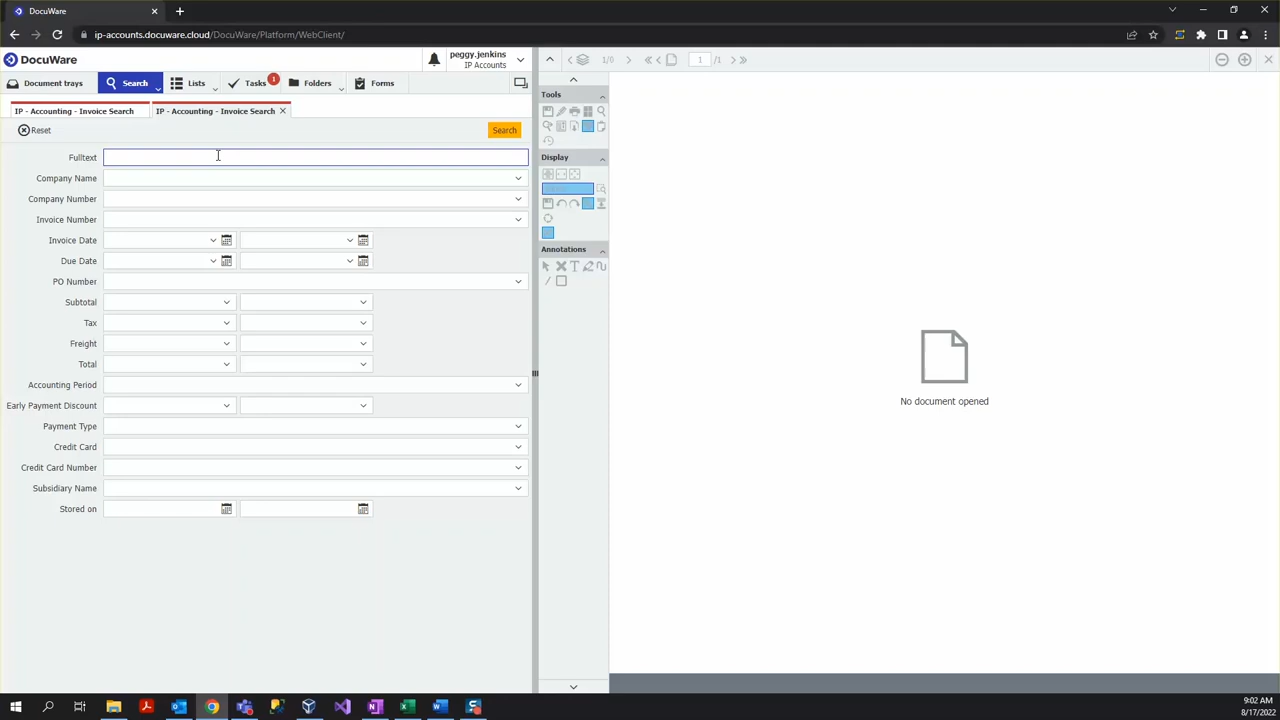 DocuWare
ip-accounts.docuware.cloud/DocuWare/Platform/WebClient/
DocuWare
peggy.jenkins
IP Accounts
1/0
1
/1
Document trays
Search
Lists
Tasks
1
Folders
Forms
IP - Accounting - Invoice Search
IP - Accounting - Invoice Search
Reset
Search
Tools
Fulltext
Display
Company Name
Company Number
Invoice Number
Invoice Date
Annotations
Due Date
PO Number
Subtotal
Tax
Freight
Total
Accounting Period
Early Payment Discount
Payment Type
Credit Card
Credit Card Number
Subsidiary Name
Stored on
No document opened
9:02 AM
8/17/2022